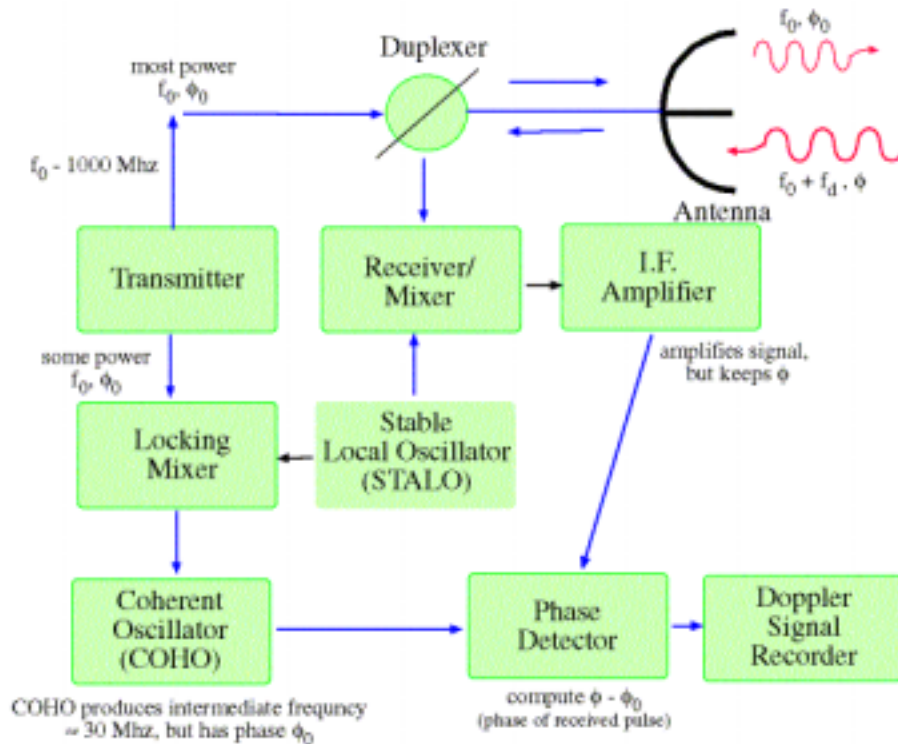 Duplexer
f₀, ϕ₀
most power
f₀, ϕ₀
f₀ - 1000 Mhz
f₀ + f_d , ϕ
Antenna
Transmitter
Receiver/
Mixer
I.F.
Amplifier
some power
f₀, ϕ₀
amplifies signal,
but keeps ϕ
Locking
Mixer
Stable
Local Oscillator
(STALO)
Coherent
Oscillator
(COHO)
Phase
Detector
Doppler
Signal
Recorder
COHO produces intermediate frequncy
≈ 30 Mhz, but has phase ϕ₀
compute ϕ - ϕ₀
(phase of received pulse)